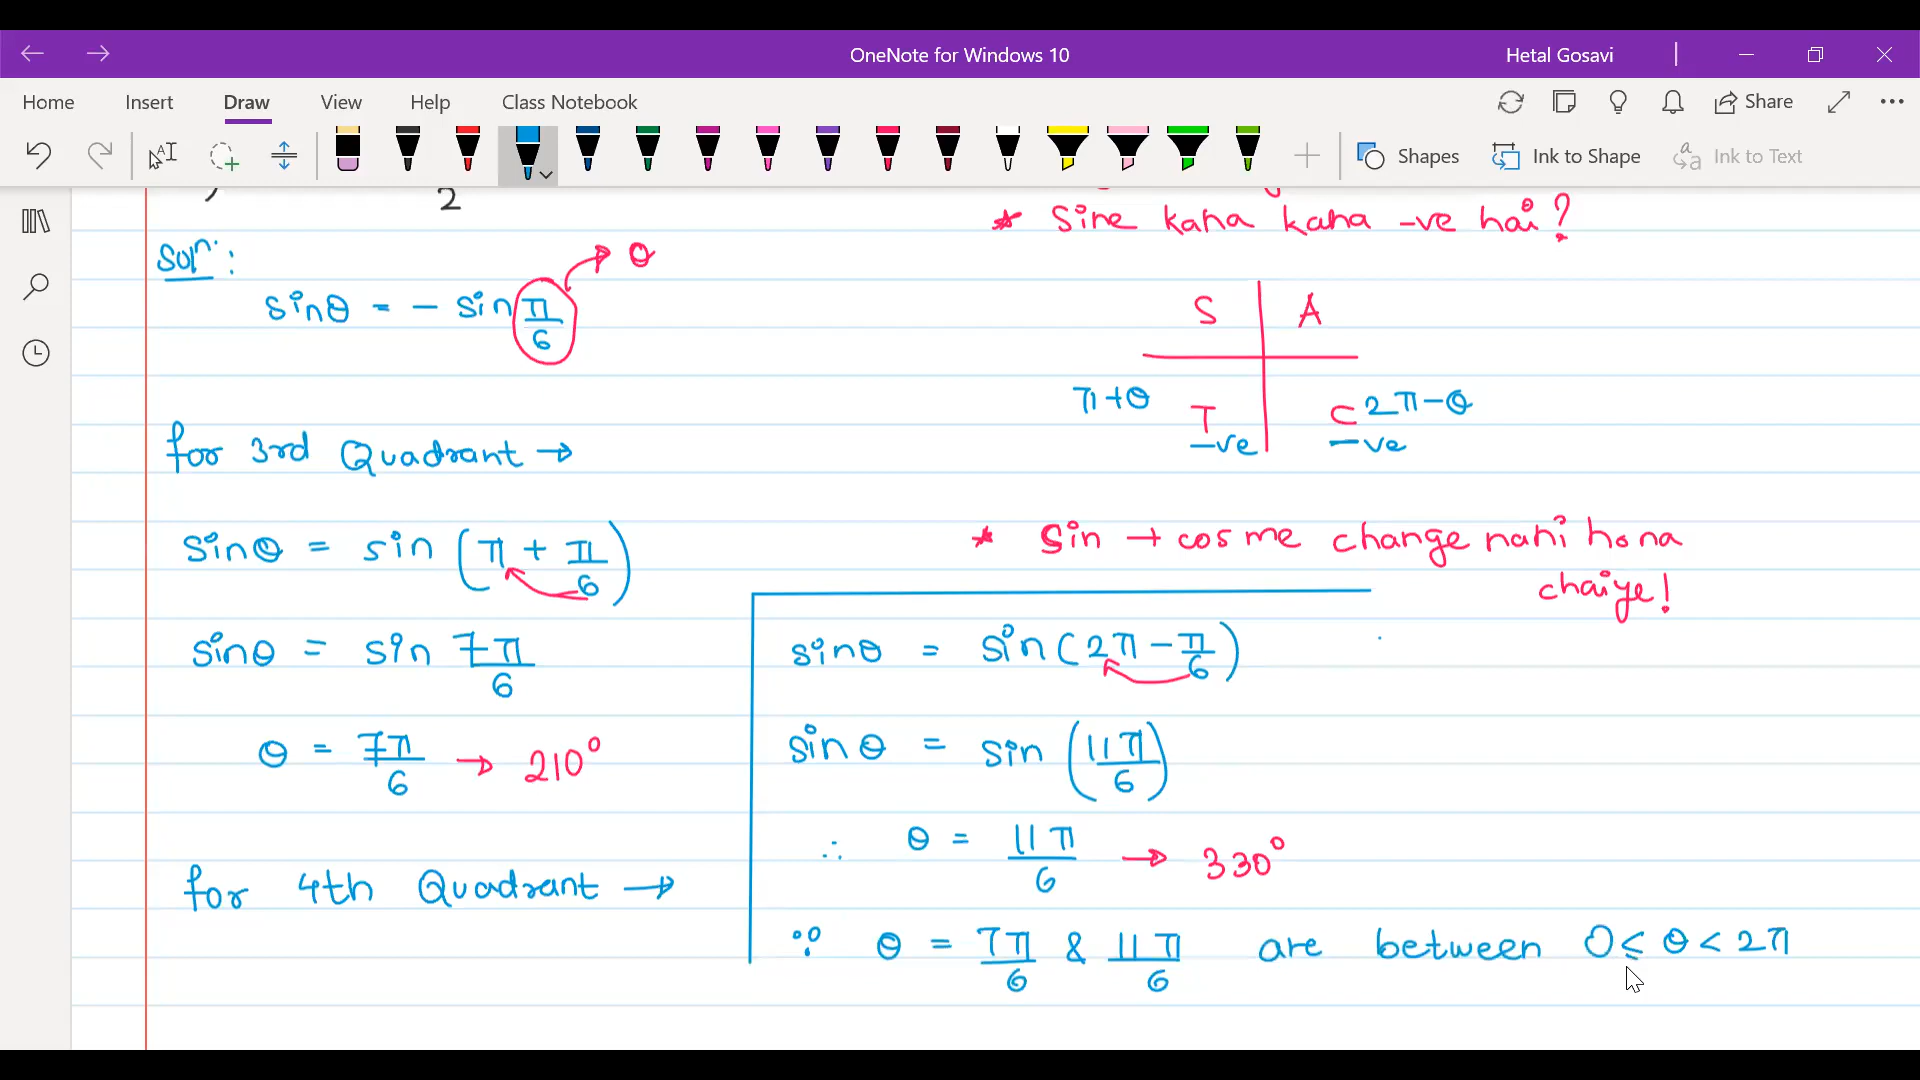 OneNote for Windows 10
Hetal Gosavi
Home Insert Draw View Help Class Notebook
Share
Shapes Ink to Shape Ink to Text
2
Solⁿ:
sinθ = - sin π/6 → θ
for 3rd Quadrant →
sinθ = sin (π + π/6)
sinθ = sin 7π/6
θ = 7π/6 → 210°
for 4th Quadrant →
* Sine kaha kaha -ve hai ?
S A
π+θ T C 2π-θ
-ve -ve
* Sin → cos me change nahi hona
chaiye!
sinθ = sin (2π - π/6)
sinθ = sin (11π/6)
∴ θ = 11π/6 → 330°
∵ θ = 7π/6 & 11π/6 are between 0 ≤ θ < 2π